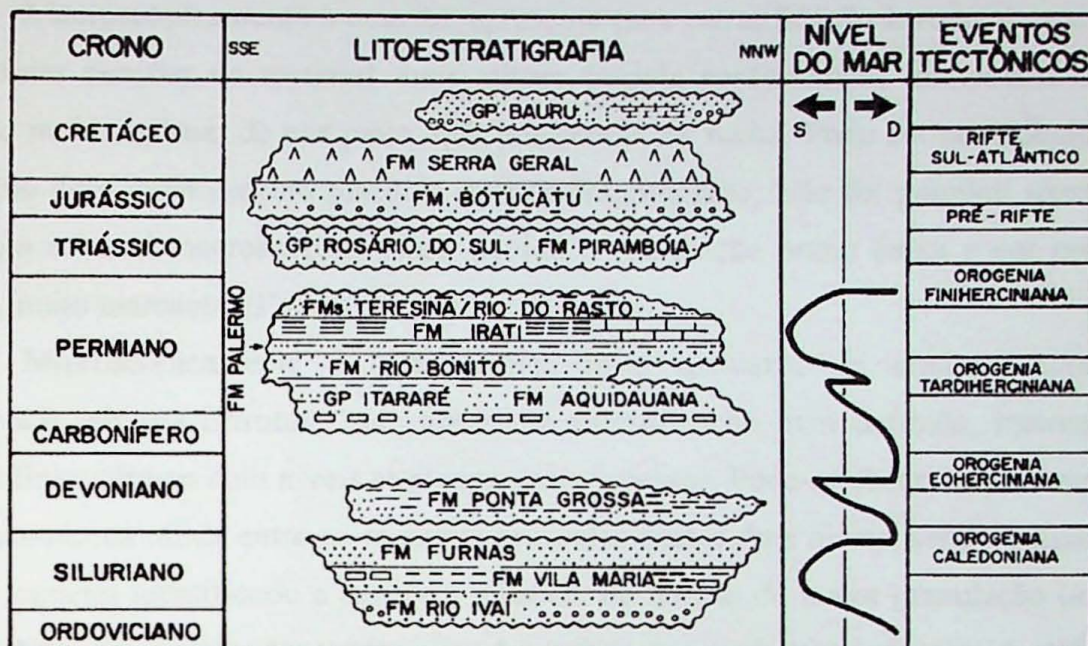 CRONO
SSE LITOESTRATIGRAFIA NNW
NÍVEL
DO MAR
EVENTOS
TECTÔNICOS
S D
CRETÁCEO
JURÁSSICO
TRIÁSSICO
PERMIANO
CARBONÍFERO
DEVONIANO
SILURIANO
ORDOVICIANO
GP BAURU
FM SERRA GERAL
FM. BOTUCATU
GP ROSÁRIO DO SUL FM PIRAMBÓIA
FMs TERESINA/RIO DO RASTO
FM IRATI
FM PALERMO
FM RIO BONITO
GP ITARARÉ FM AQUIDAUANA
FM PONTA GROSSA
FM FURNAS
FM VILA MARIA
FM RIO IVAÍ
RIFTE
SUL-ATLÂNTICO
PRÉ-RIFTE
OROGENIA
FINIHERCINIANA
OROGENIA
TARDIHERCINIANA
OROGENIA
EOHERCINIANA
OROGENIA
CALEDONIANA